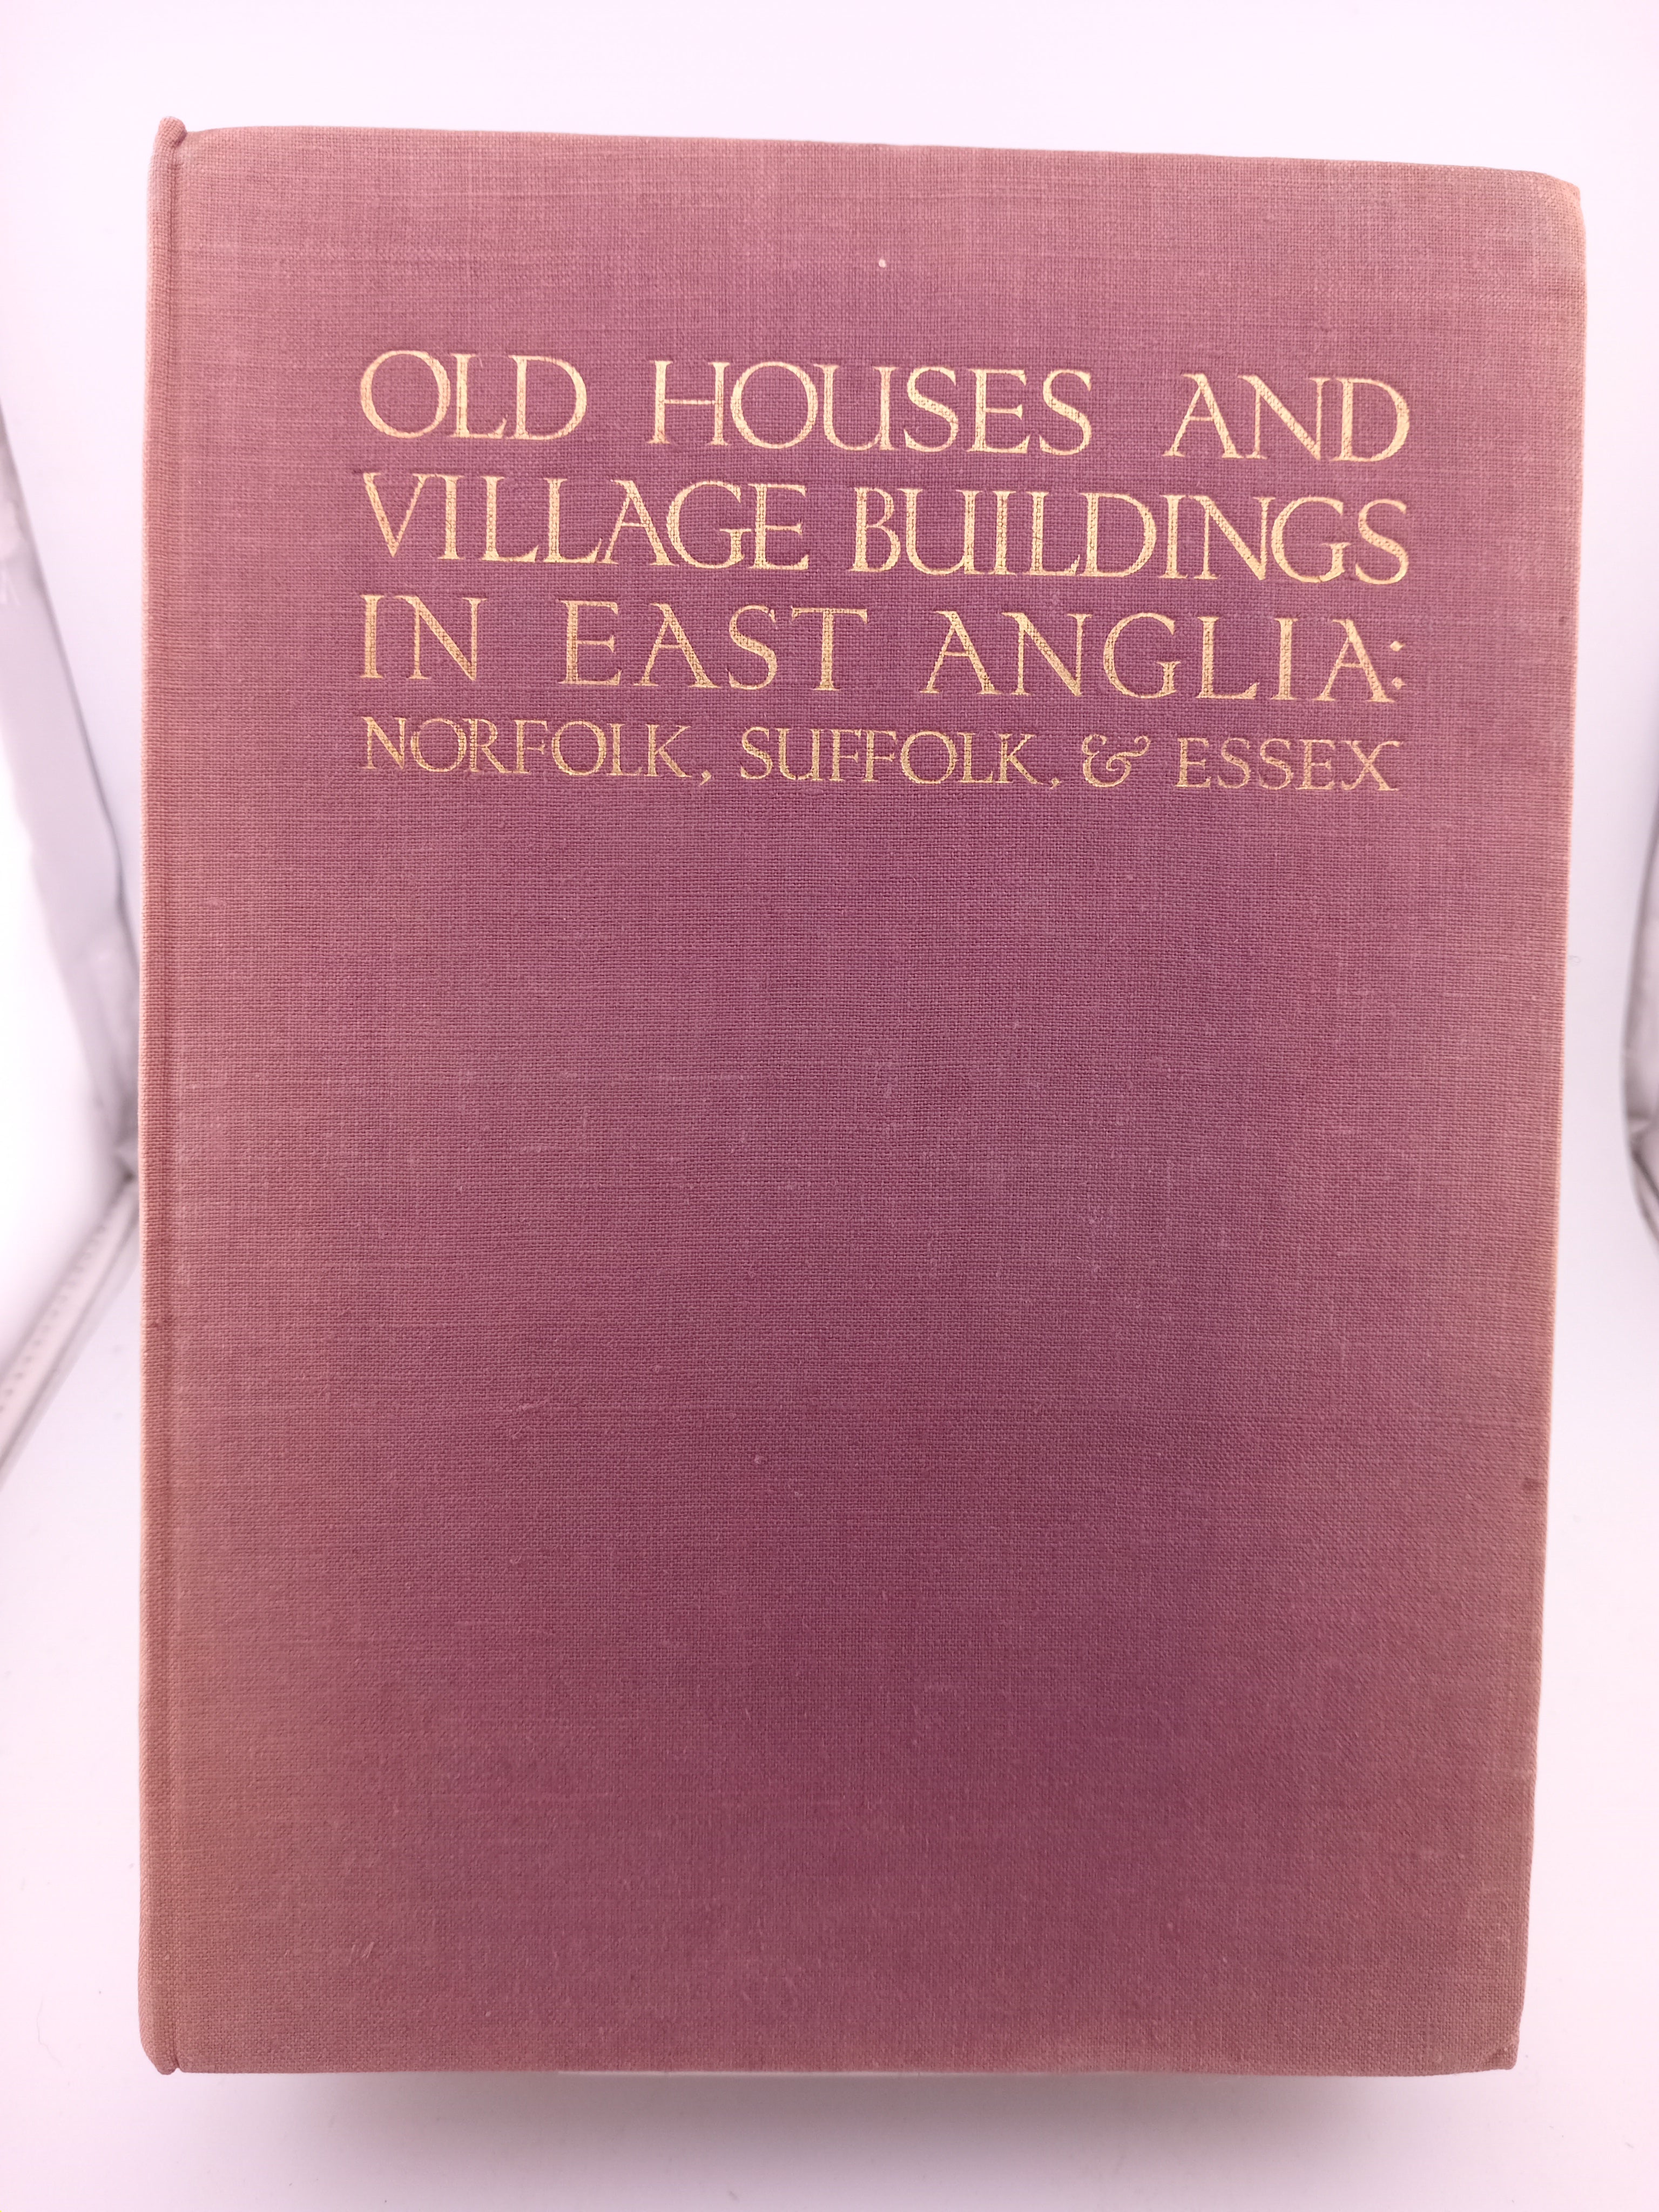 OLD HOUSES AND
VILLAGE BUILDINGS
IN EAST ANGLIA:
NORFOLK, SUFFOLK, & ESSEX